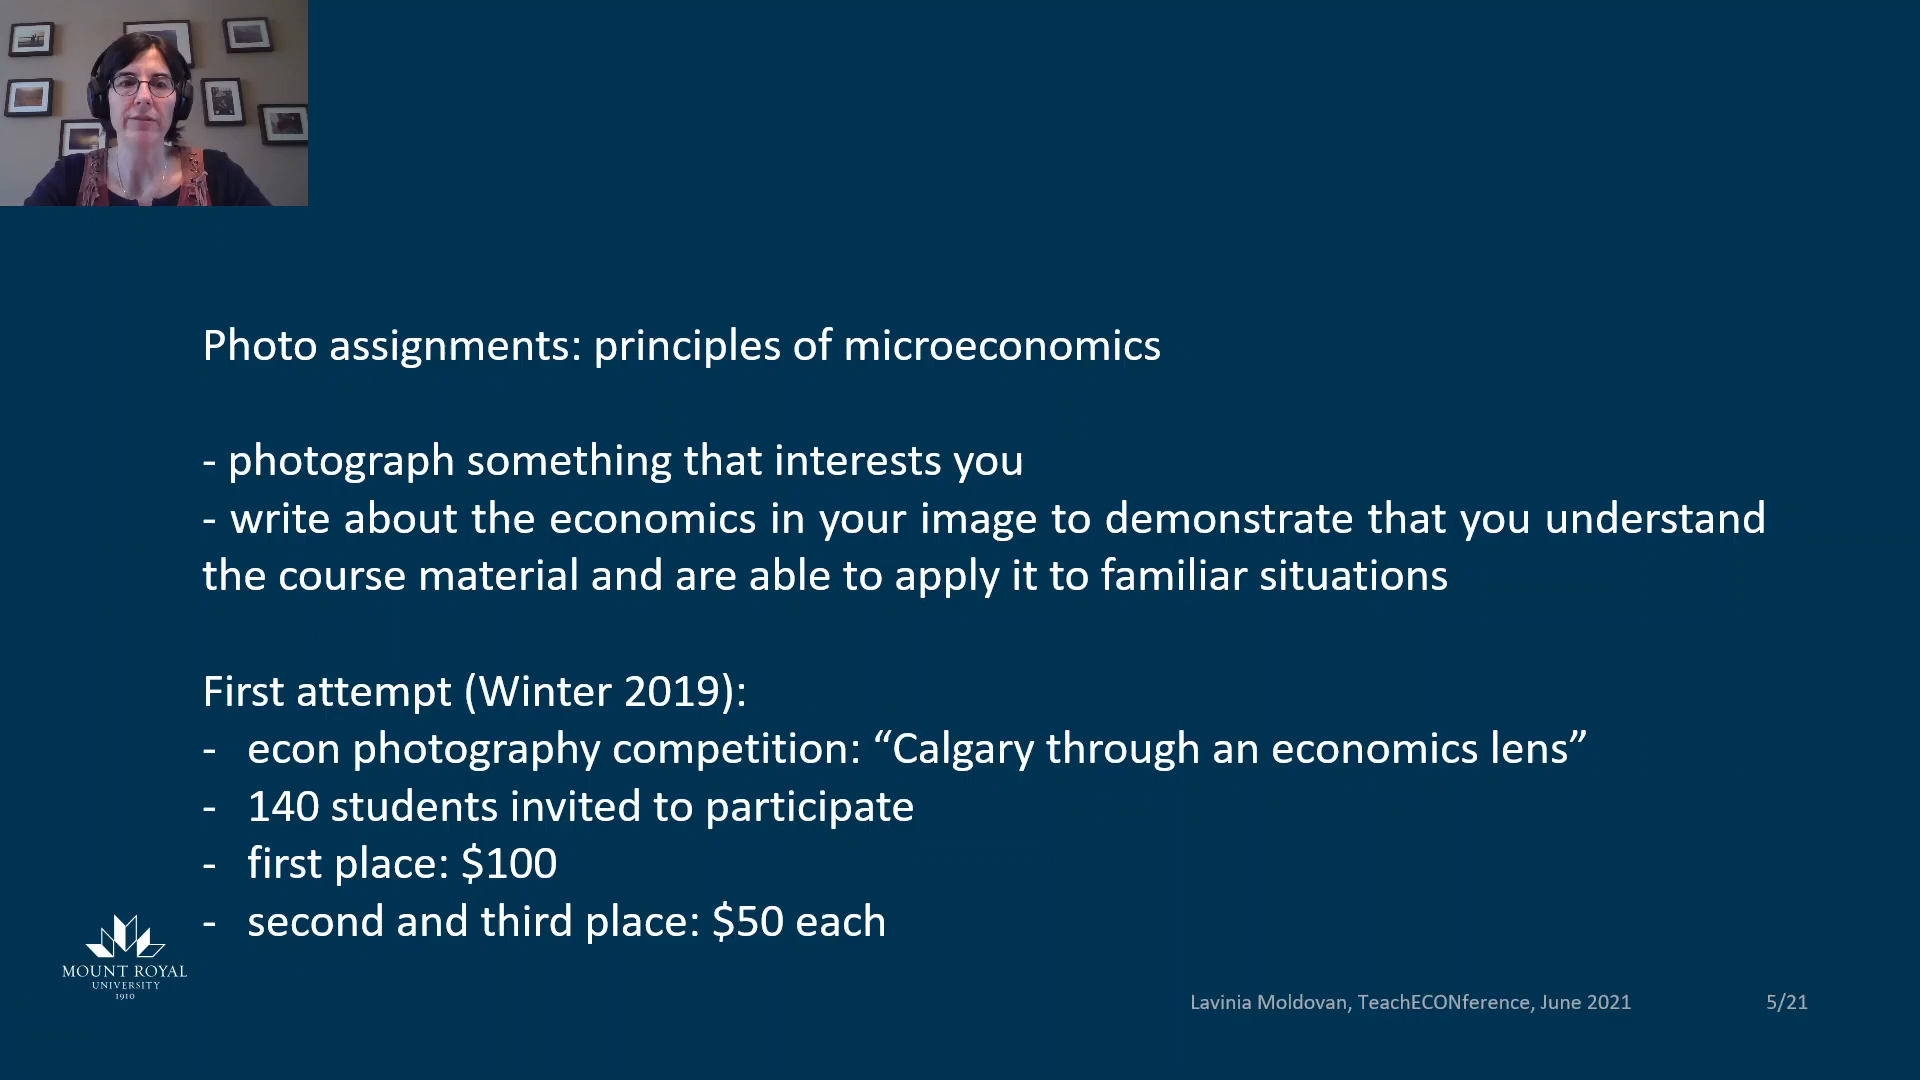 Photo assignments: principles of microeconomics
- photograph something that interests you
- write about the economics in your image to demonstrate that you understand
the course material and are able to apply it to familiar situations
First attempt (Winter 2019):
- econ photography competition: “Calgary through an economics lens”
- 140 students invited to participate
- first place: $100
- second and third place: $50 each
MOUNT ROYAL
UNIVERSITY
1910
Lavinia Moldovan, TeachECONference, June 2021
5/21